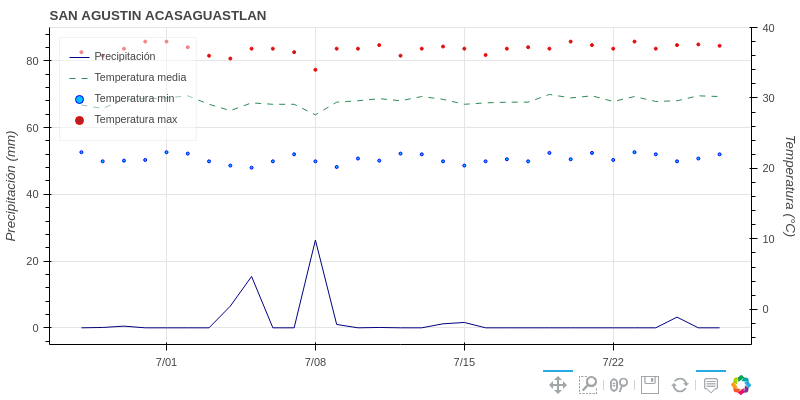 SAN AGUSTIN ACASAGUASTLAN
Precipitación
Temperatura media
Temperatura min
Temperatura max
Precipitación (mm)
80
60
40
20
0
Temperatura (°C)
40
30
20
10
0
7/01
7/08
7/15
7/22